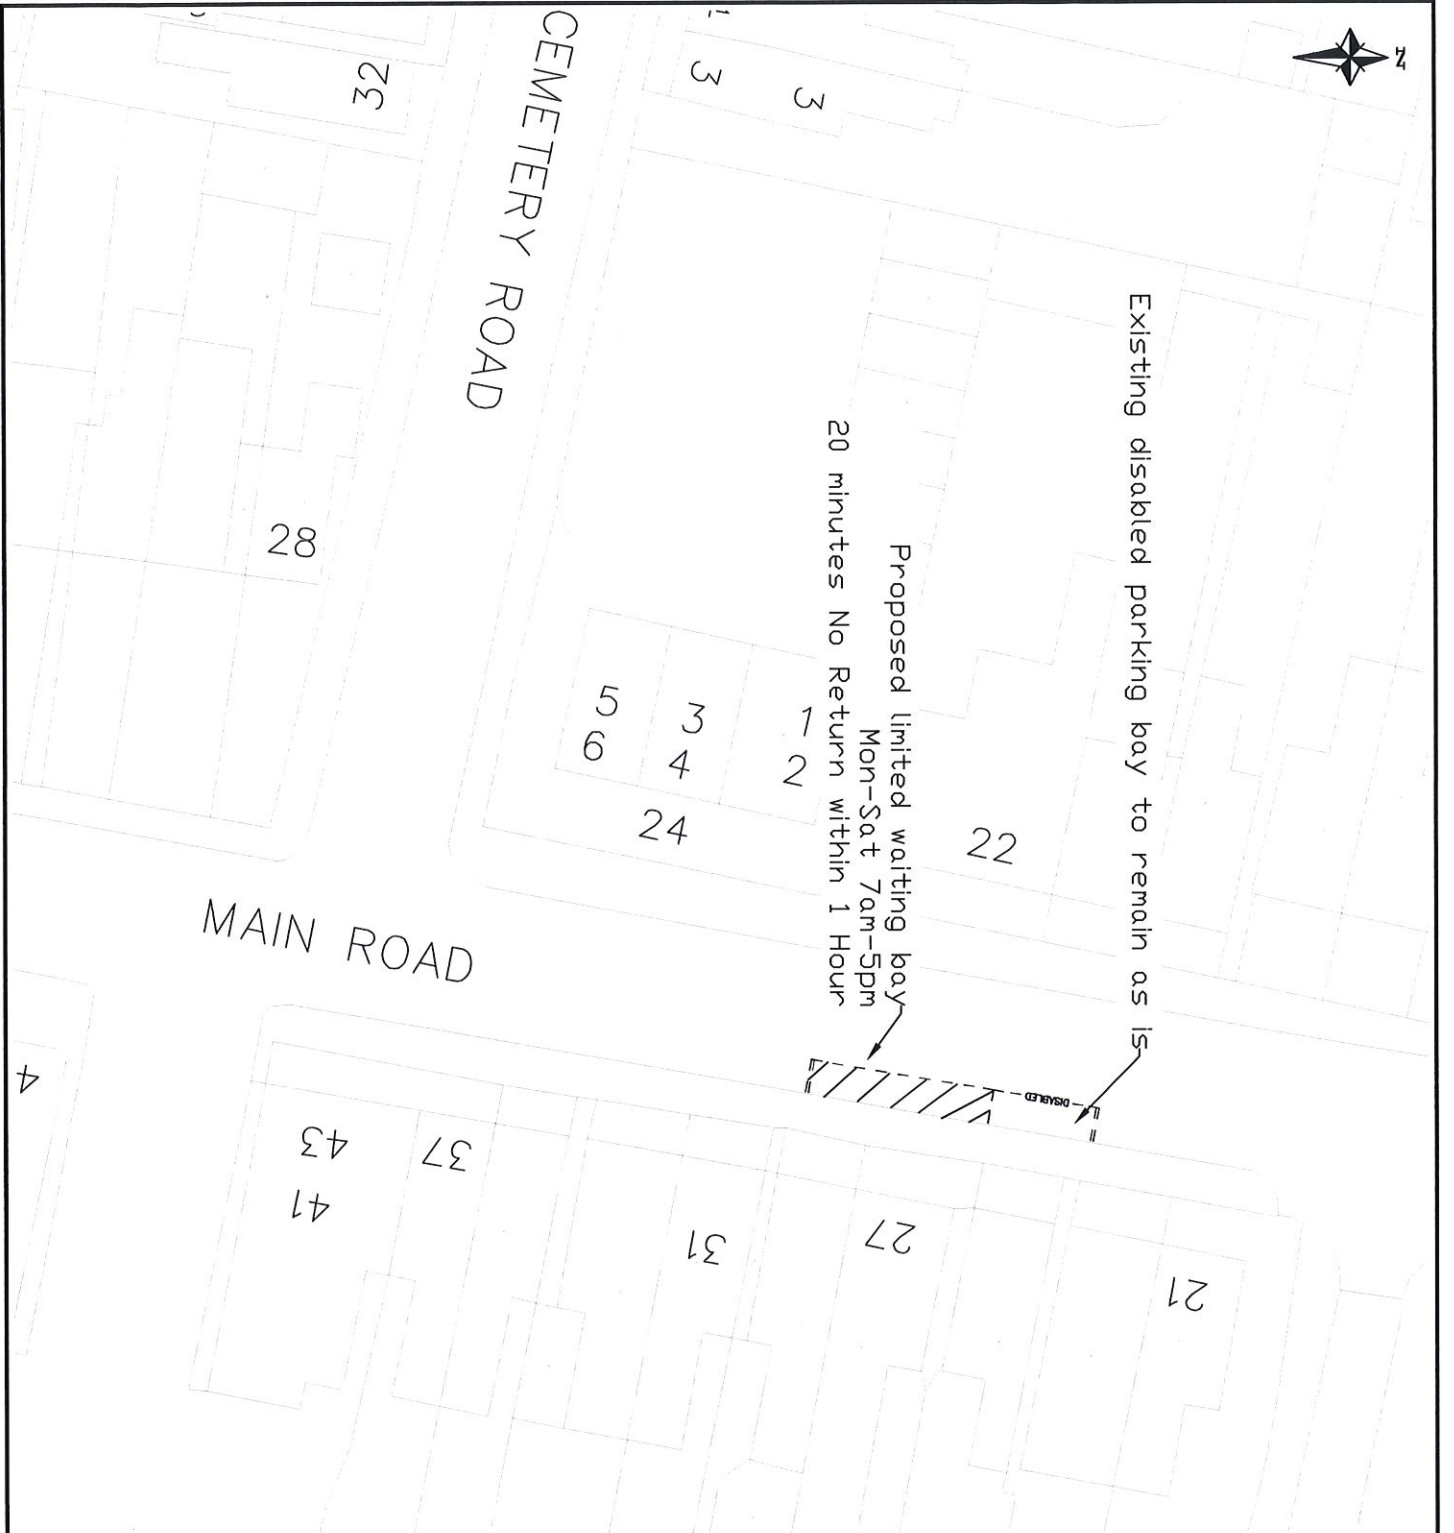 N
CEMETERY ROAD
32
3
3
Existing disabled parking bay to remain as is
Proposed limited waiting bay
Mon-Sat 7am-5pm
20 minutes No Return within 1 Hour
28
5
6
3
4
1
2
24
22
MAIN ROAD
DISABLED
4
43
41
37
31
27
21